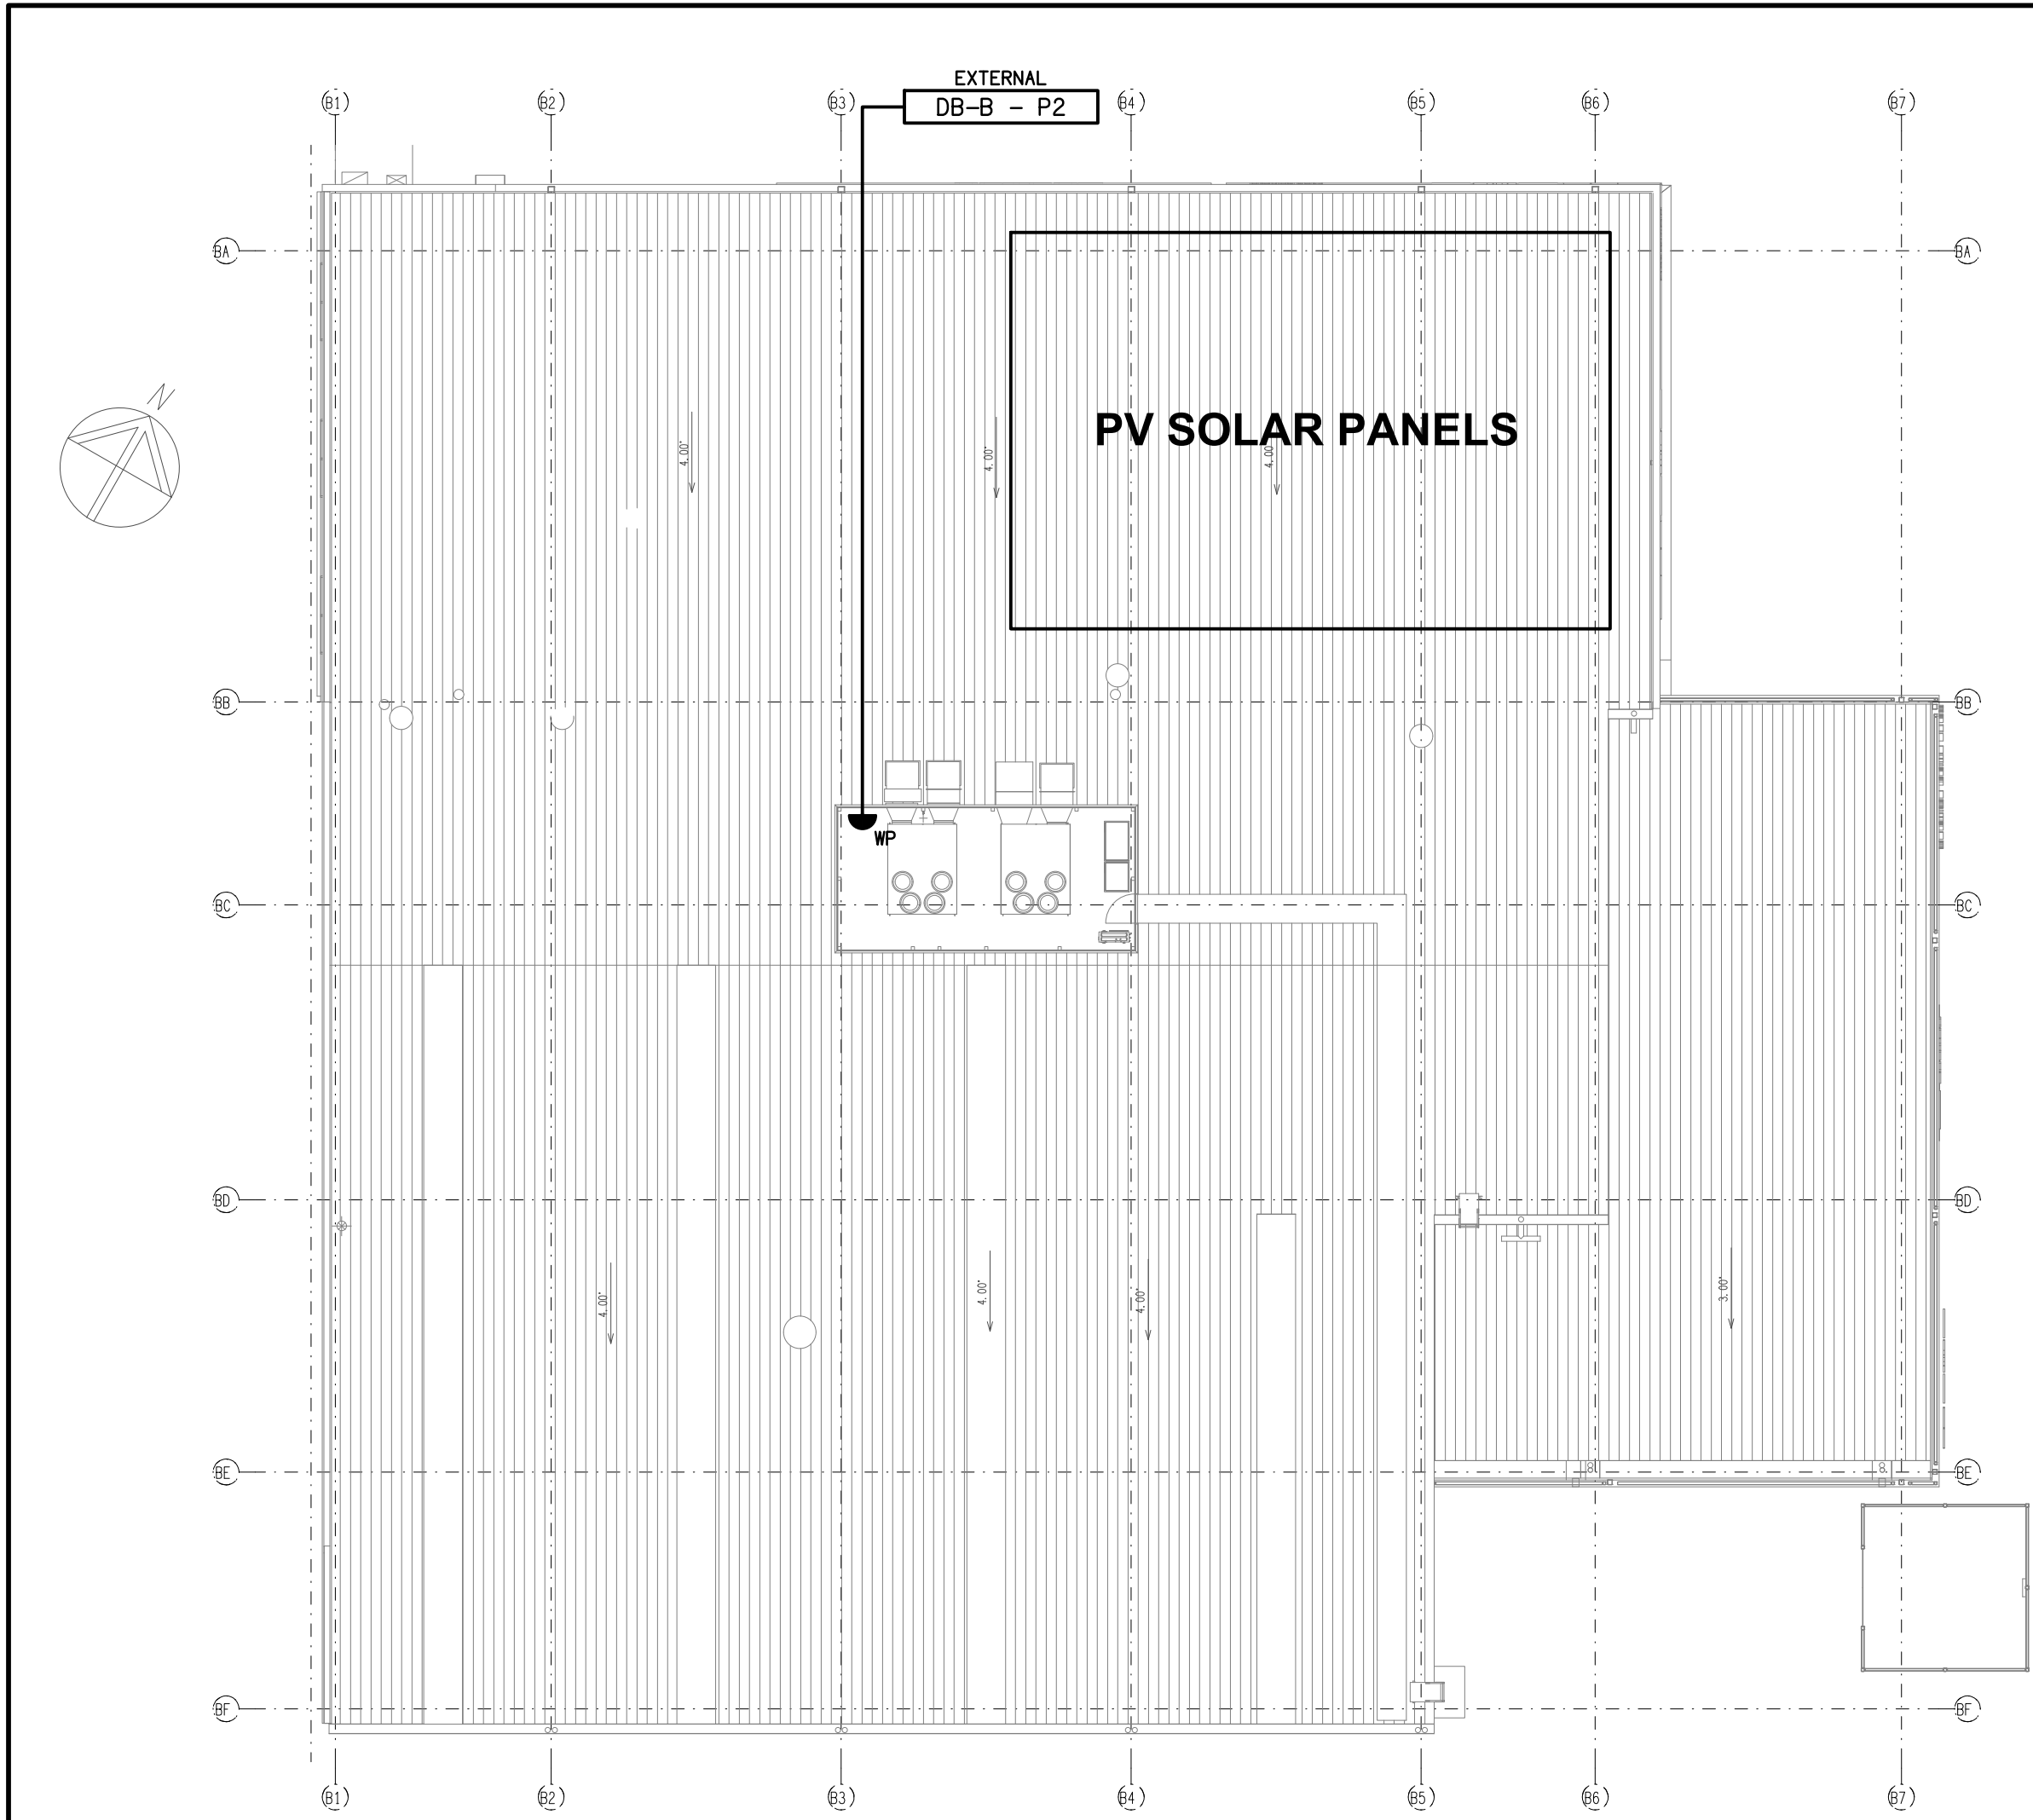 EXTERNAL
DB-B - P2
B1
B2
B3
B4
B5
B6
B7
BA
BA
N
PV SOLAR PANELS
4.00°
4.00°
4.00°
BB
BB
WP
BC
BC
BD
BD
4.00°
4.00°
4.00°
3.00°
BE
BE
BF
BF
B1
B2
B3
B4
B5
B6
B7